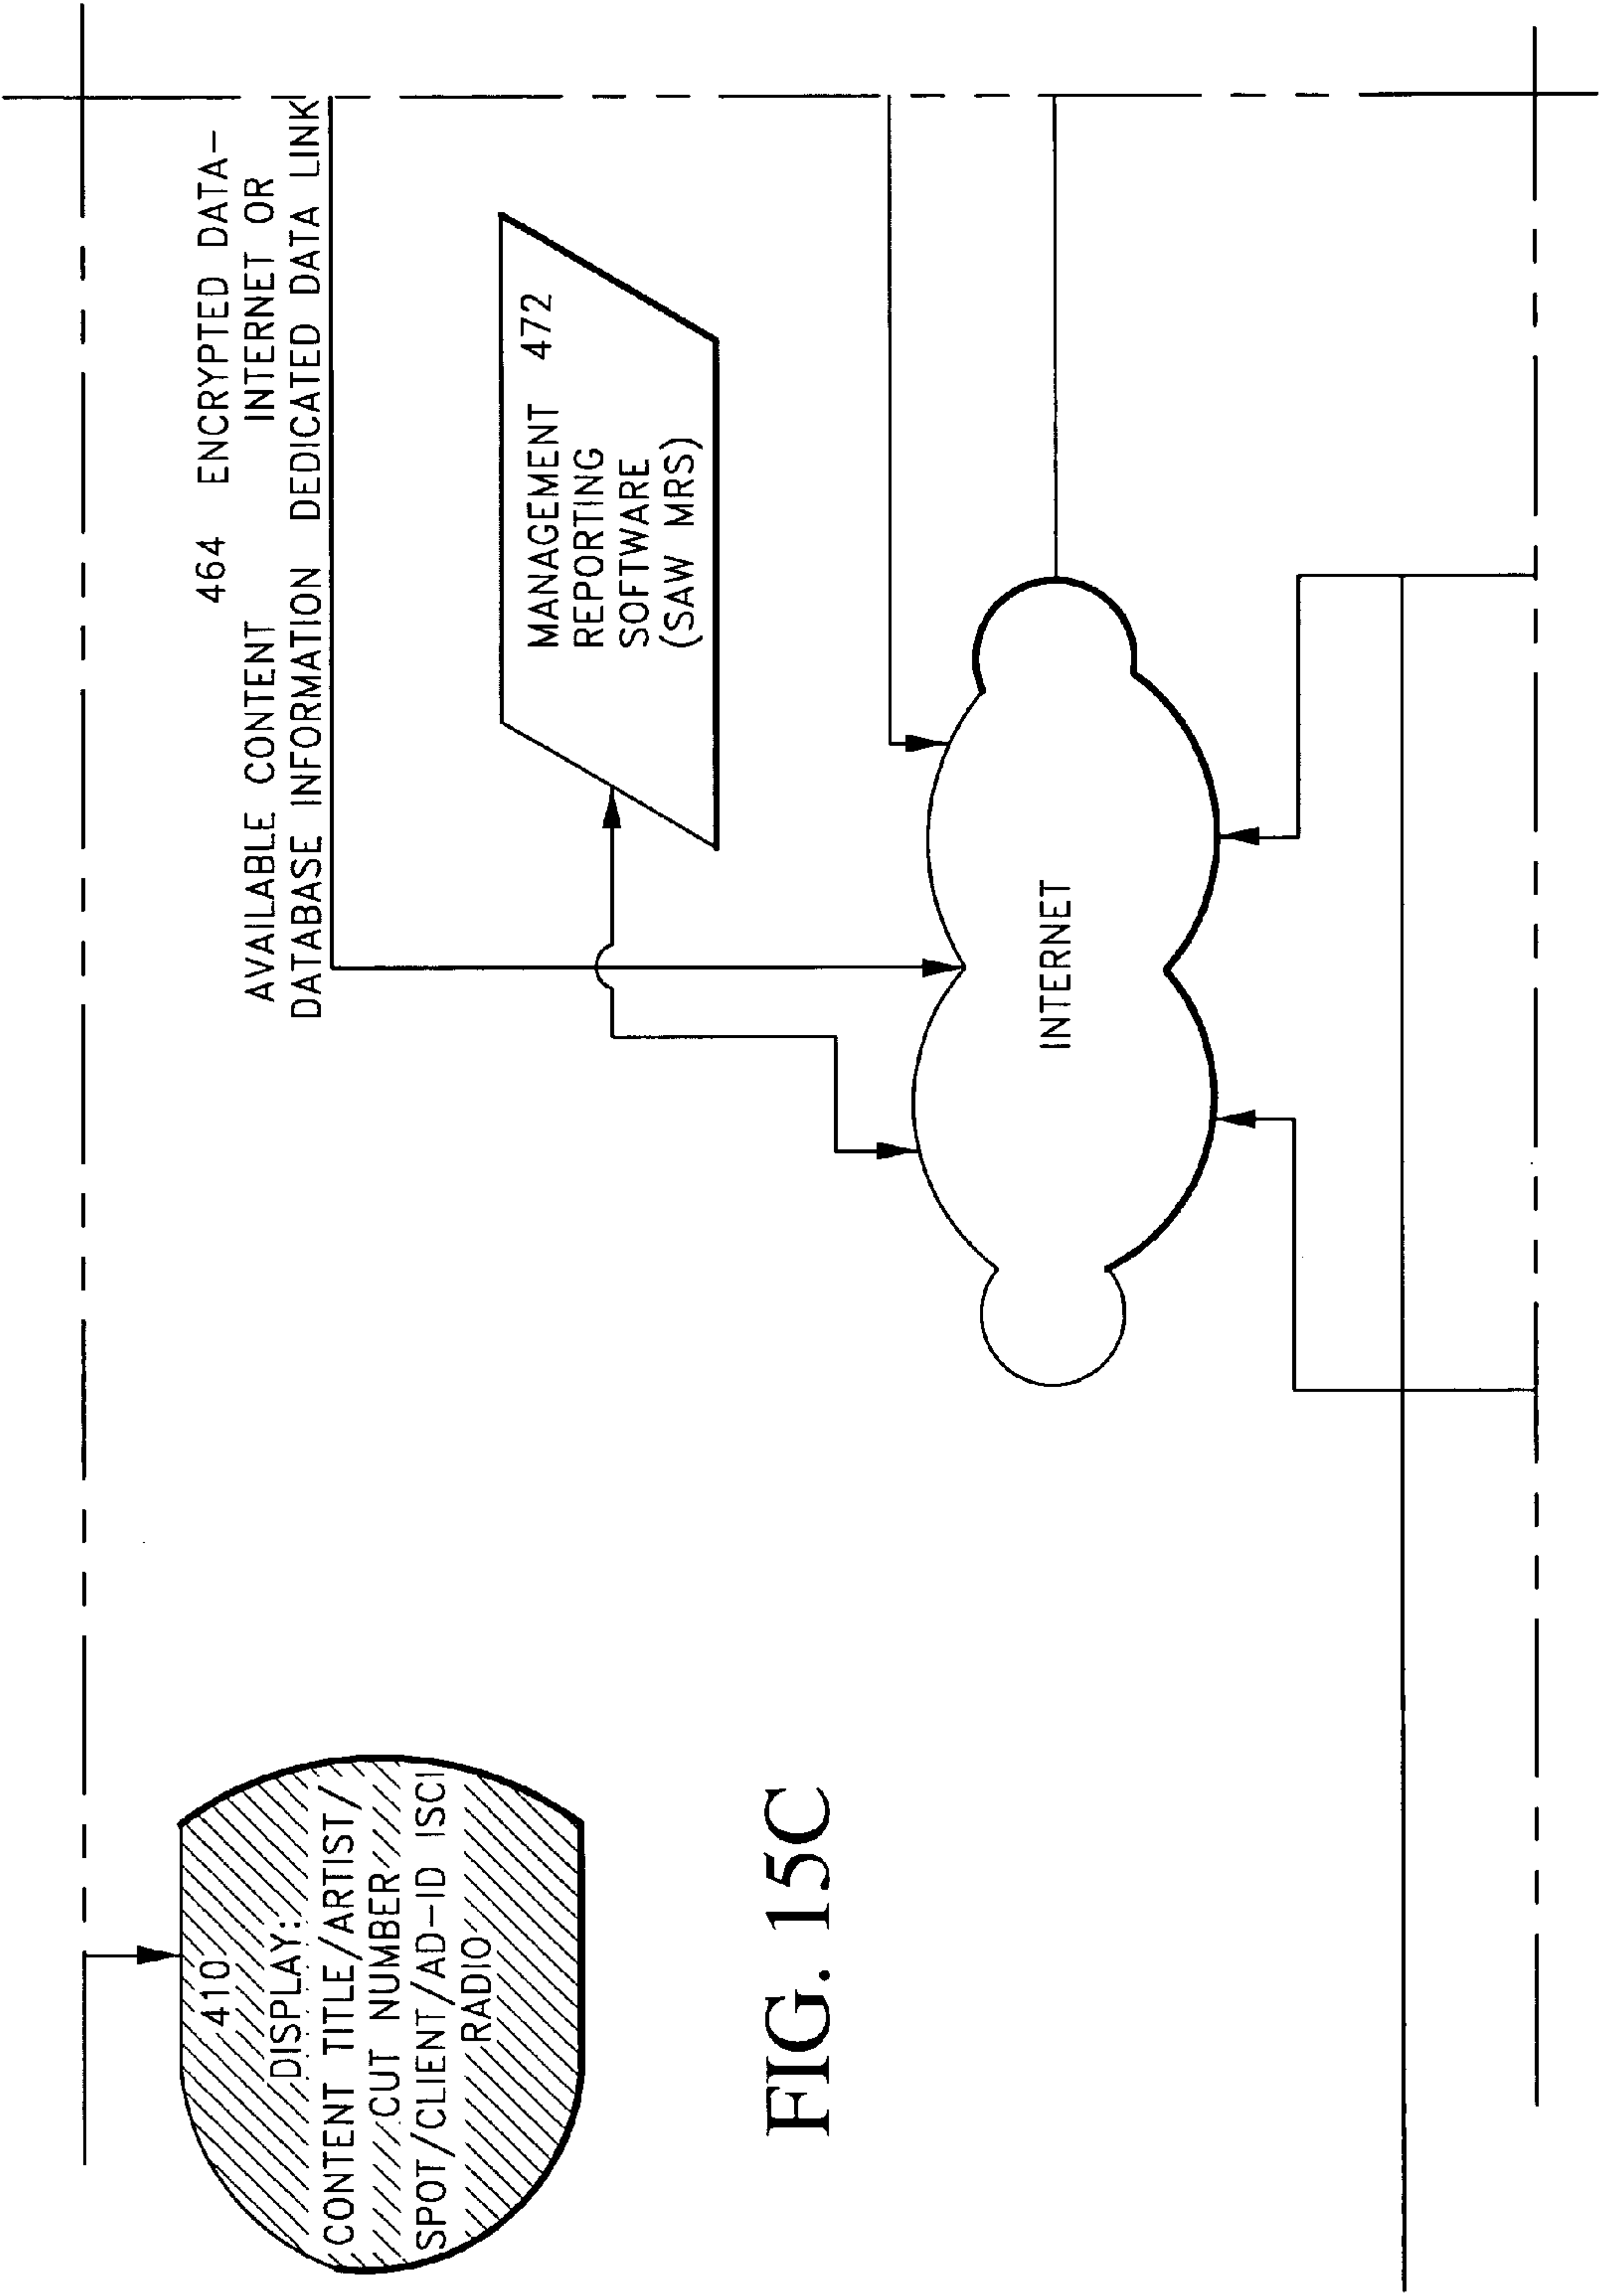 464 ENCRYPTED DATA-
INTERNET OR
DEDICATED DATA LINK
AVAILABLE CONTENT
DATABASE INFORMATION
MANAGEMENT 472
REPORTING
SOFTWARE
(SAW MRS)
INTERNET
410
DISPLAY:
CONTENT TITLE/ARTIST/
CUT NUMBER
SPOT/CLIENT/AD-ID ISCI
RADIO
FIG. 15C